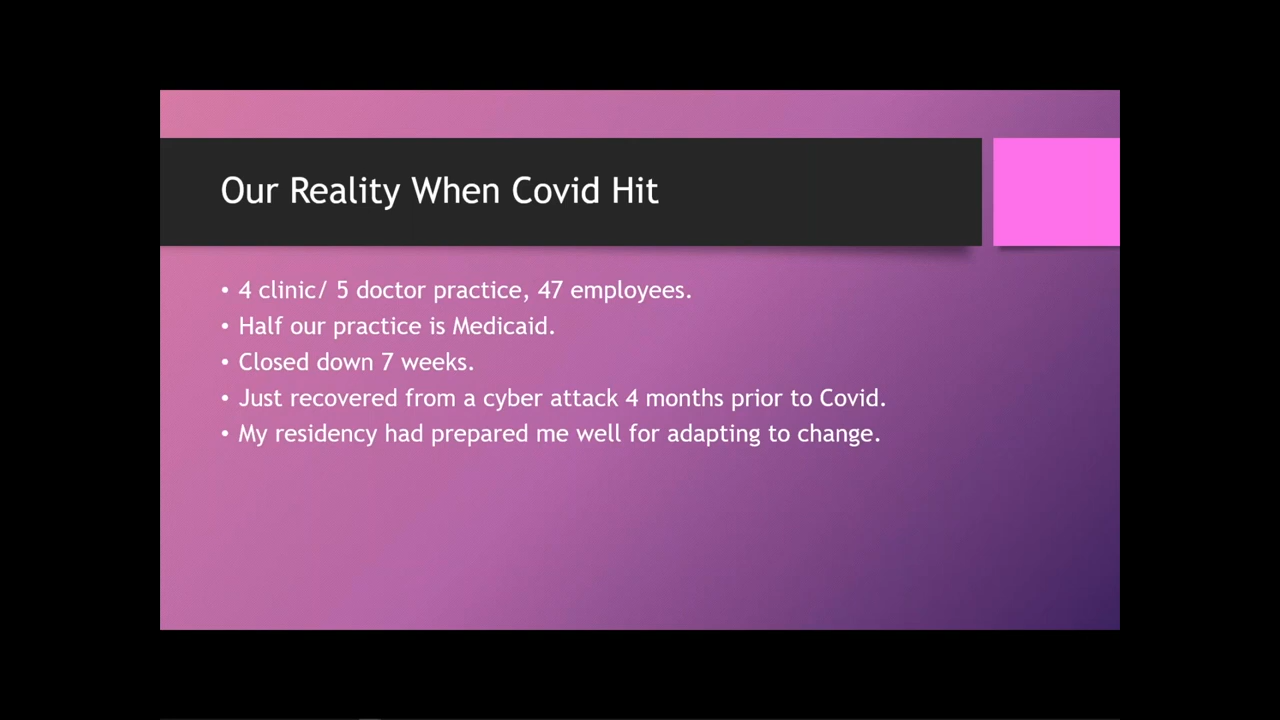 Our Reality When Covid Hit
• 4 clinic/ 5 doctor practice, 47 employees.
• Half our practice is Medicaid.
• Closed down 7 weeks.
• Just recovered from a cyber attack 4 months prior to Covid.
• My residency had prepared me well for adapting to change.